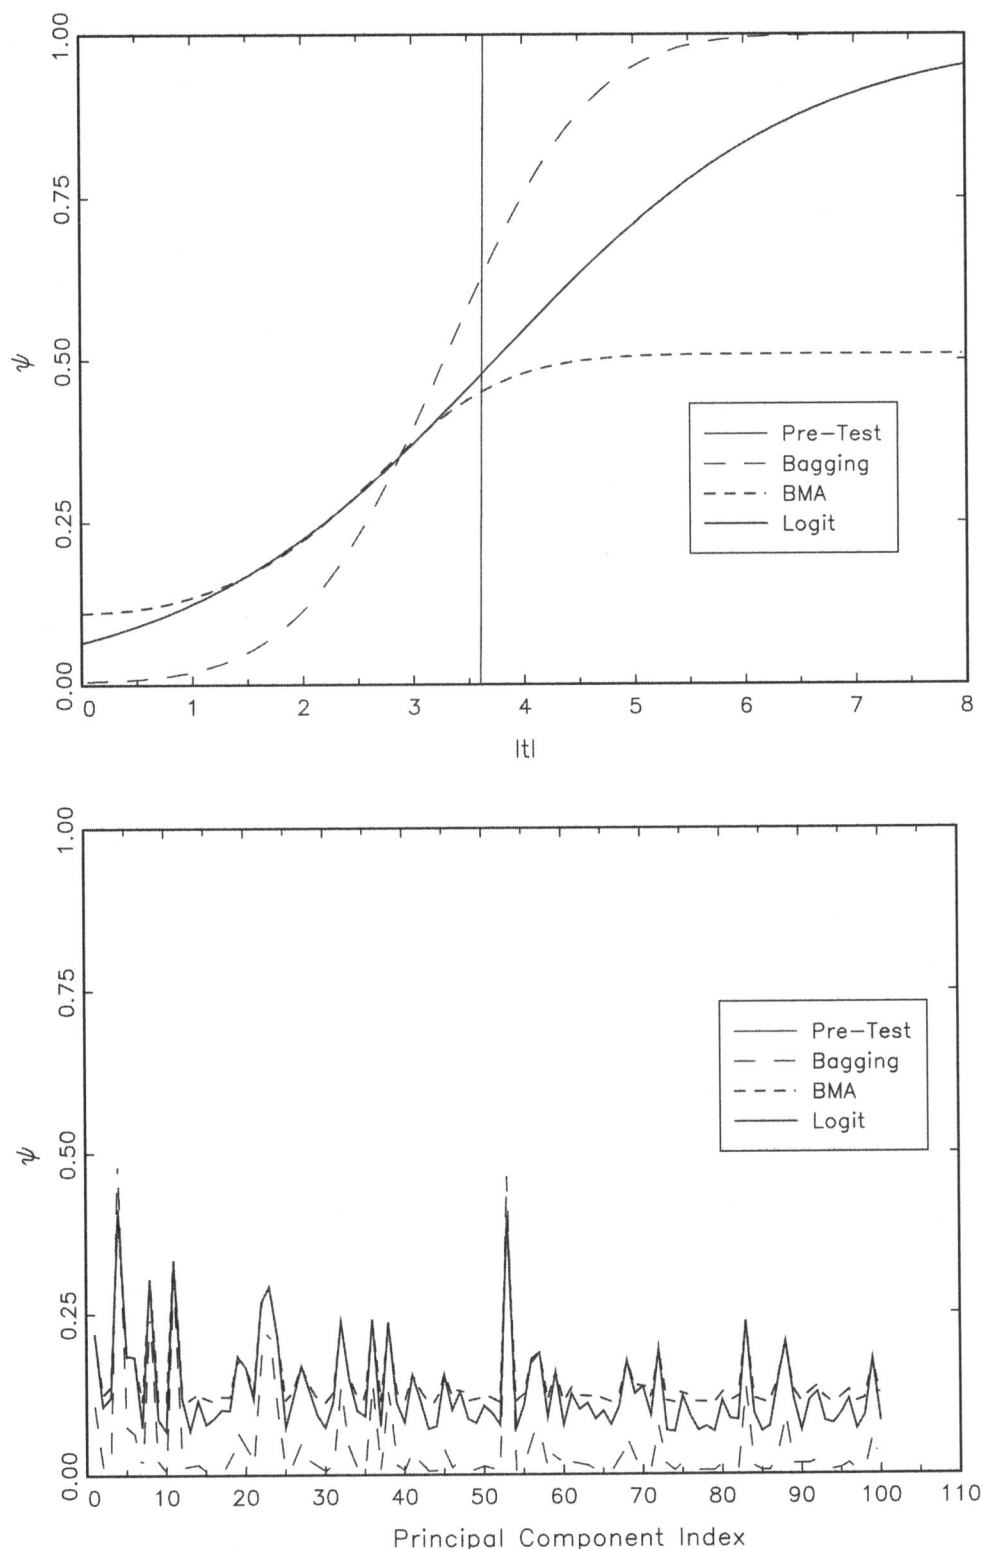 1.00
0.75
ψ
0.50
0.25
0.00
Pre-Test
Bagging
BMA
Logit
0 1 2 3 4 5 6 7 8
|t|
1.00
0.75
ψ
0.50
0.25
0.00
Pre-Test
Bagging
BMA
Logit
0 10 20 30 40 50 60 70 80 90 100 110
Principal Component Index